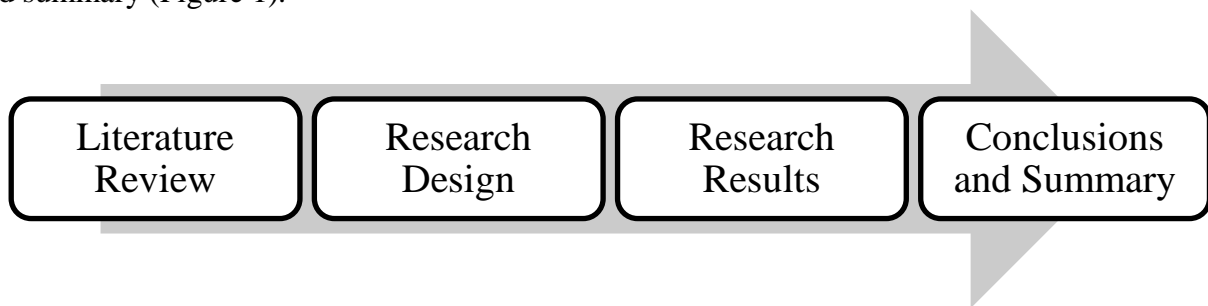 d summary (Figure 1).
Literature
Review
Research
Design
Research
Results
Conclusions
and Summary